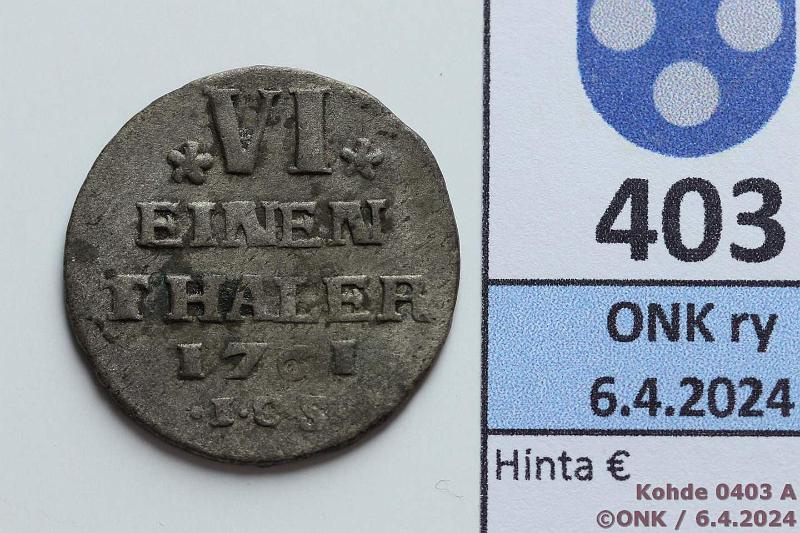 VI
EINEN
THALER
1761
403
ONK ry
6.4.2024
Hinta €
Kohde 0403 A
©ONK / 6.4.2024